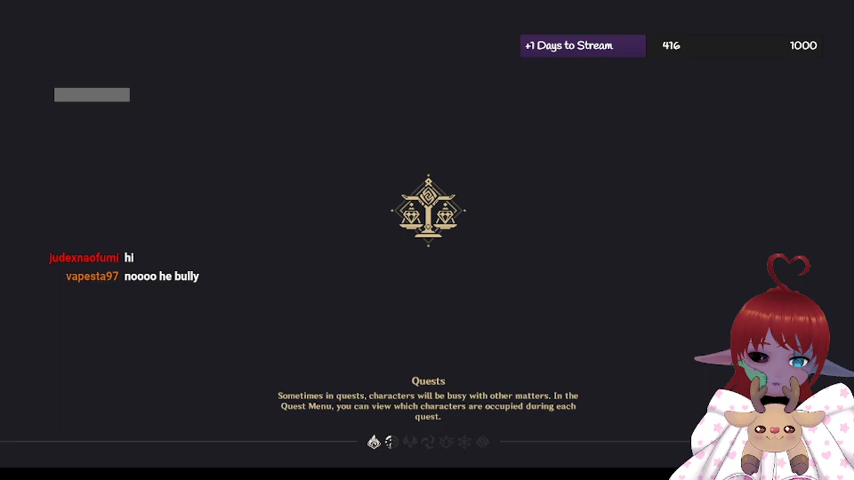 +1 Days to Stream 416 1000
judexnaofumi hi
vapesta97 noooo he bully
Quests
Sometimes in quests, characters will be busy with other matters. In the
Quest Menu, you can view which characters are occupied during each
quest.